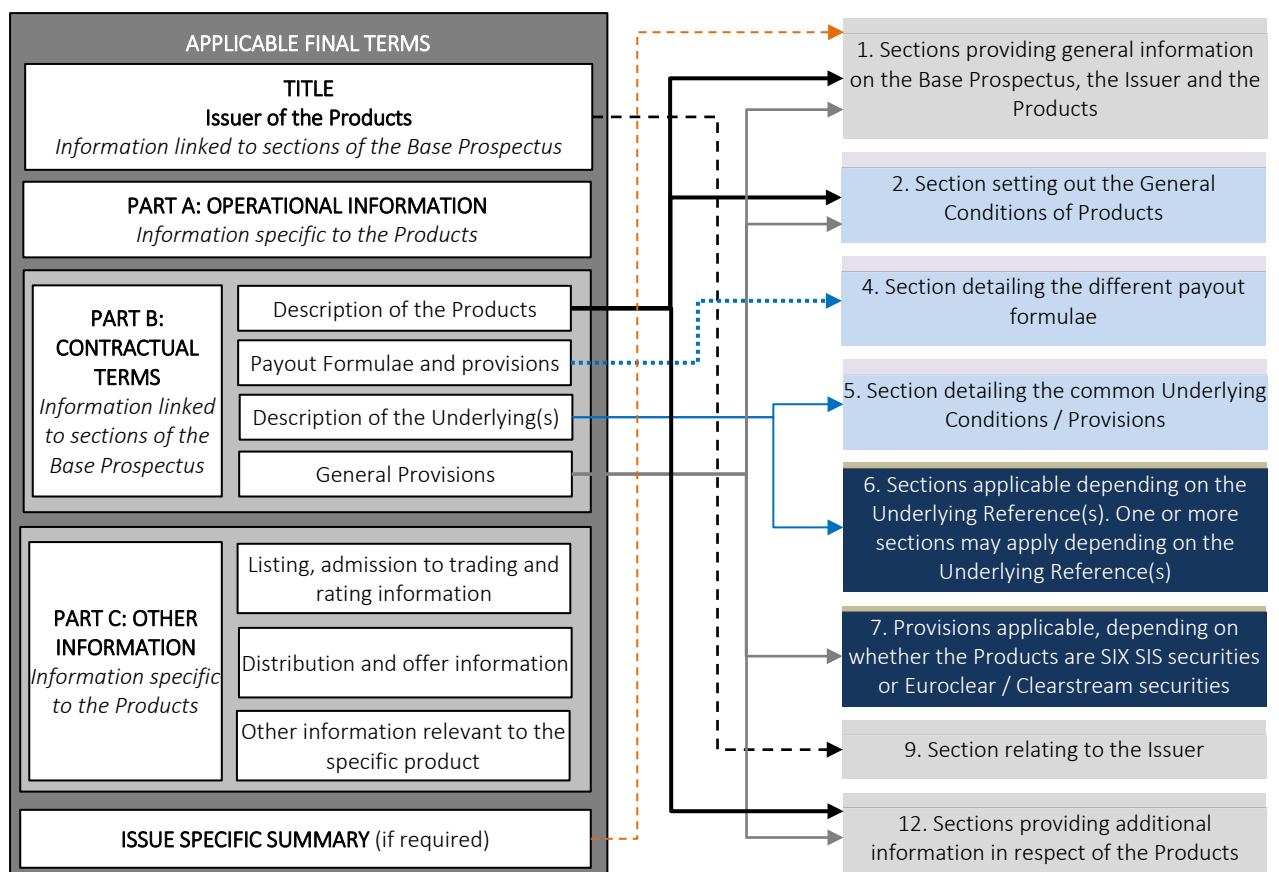 APPLICABLE FINAL TERMS
TITLE
Issuer of the Products
Information linked to sections of the Base Prospectus
PART A: OPERATIONAL INFORMATION
Information specific to the Products
PART B:
CONTRACTUAL
TERMS
Information linked
to sections of the
Base Prospectus
Description of the Products
Payout Formulae and provisions
Description of the Underlying(s)
General Provisions
PART C: OTHER
INFORMATION
Information specific
to the Products
Listing, admission to trading and
rating information
Distribution and offer information
Other information relevant to the
specific product
ISSUE SPECIFIC SUMMARY (if required)
1. Sections providing general information
on the Base Prospectus, the Issuer and the
Products
2. Section setting out the General
Conditions of Products
4. Section detailing the different payout
formulae
5. Section detailing the common Underlying
Conditions / Provisions
6. Sections applicable depending on the
Underlying Reference(s). One or more
sections may apply depending on the
Underlying Reference(s)
7. Provisions applicable, depending on
whether the Products are SIX SIS securities
or Euroclear / Clearstream securities
9. Section relating to the Issuer
12. Sections providing additional
information in respect of the Products